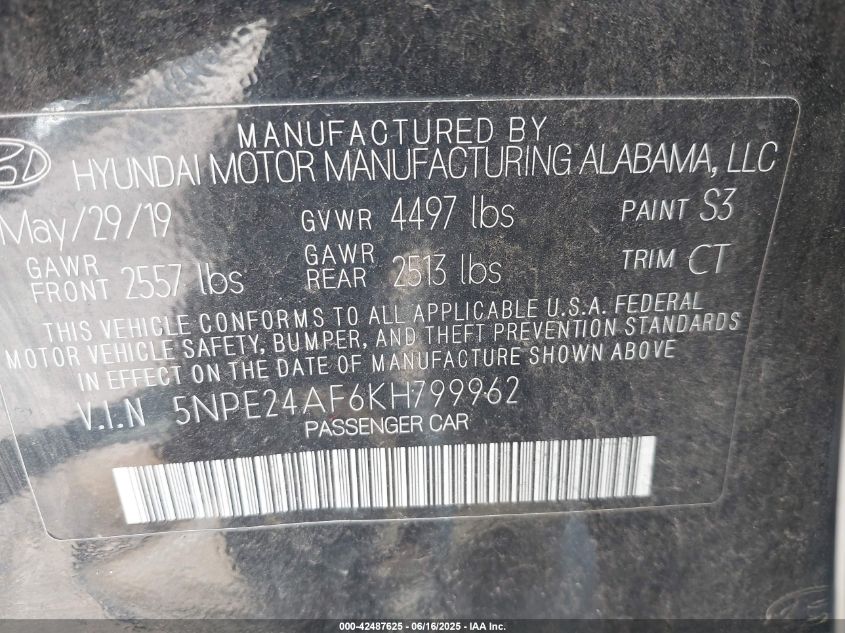 MANUFACTURED BY
HYUNDAI MOTOR MANUFACTURING ALABAMA, LLC
May/29/19 GVWR 4497 lbs PAINT S3
GAWR FRONT 2557 lbs GAWR REAR 2513 lbs TRIM CT
THIS VEHICLE CONFORMS TO ALL APPLICABLE U.S.A. FEDERAL
MOTOR VEHICLE SAFETY, BUMPER, AND THEFT PREVENTION STANDARDS
IN EFFECT ON THE DATE OF MANUFACTURE SHOWN ABOVE
V.I.N 5NPE24AF6KH799962
PASSENGER CAR
000-42487625 - 06/16/2025 - IAA Inc.